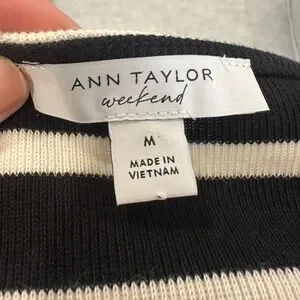 ANN TAYLOR
weekend
M
MADE IN
VIETNAM